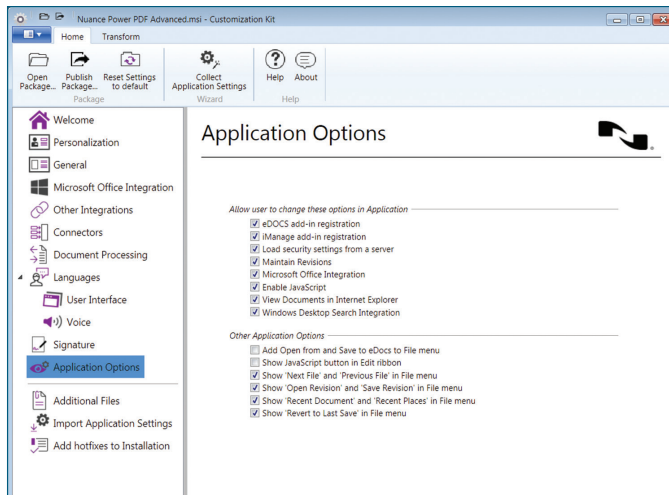 Nuance Power PDF Advanced.msi - Customization Kit
Home Transform
Open Package... Publish Package... Reset Settings to default Collect Application Settings Help About
Package Wizard Help
Welcome
Personalization
General
Microsoft Office Integration
Other Integrations
Connectors
Document Processing
Languages
User Interface
Voice
Signature
Application Options
Additional Files
Import Application Settings
Add hotfixes to Installation
Application Options
Allow user to change these options in Application
eDOCS add-in registration
iManage add-in registration
Load security settings from a server
Maintain Revisions
Microsoft Office Integration
Enable JavaScript
View Documents in Internet Explorer
Windows Desktop Search Integration
Other Application Options
Add Open from and Save to eDocs to File menu
Show JavaScript button in Edit ribbon
Show 'Next File' and 'Previous File' in File menu
Show 'Open Revision' and 'Save Revision' in File menu
Show 'Recent Document' and 'Recent Places' in File menu
Show 'Revert to Last Save' in File menu